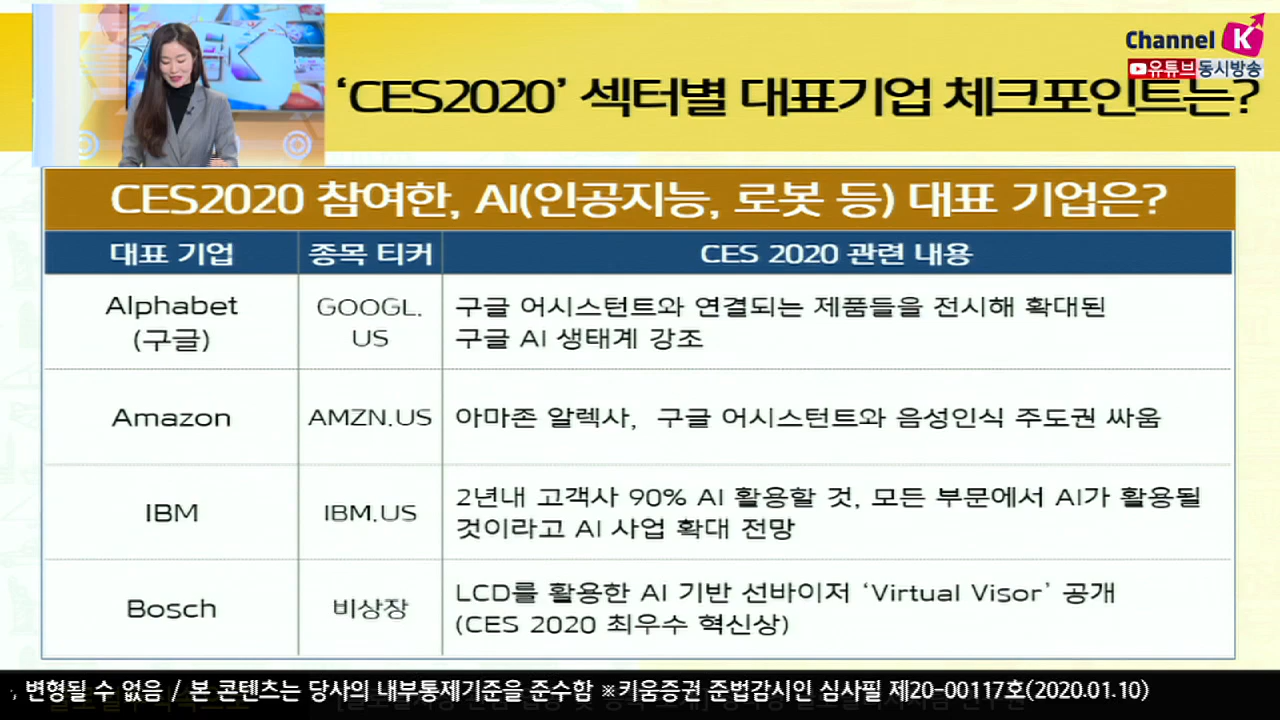 Channel K
유튜브동시방송
‘CES2020’ 섹터별 대표기업 체크포인트는?
CES2020 참여한, AI(인공지능, 로봇 등) 대표 기업은?
대표 기업 종목 티커 CES 2020 관련 내용
Alphabet
(구글)
GOOGL.
US
구글 어시스턴트와 연결되는 제품들을 전시해 확대된
구글 AI 생태계 강조
Amazon AMZN.US 아마존 알렉사, 구글 어시스턴트와 음성인식 주도권 싸움
IBM IBM.US
2년내 고객사 90% AI 활용할 것, 모든 부문에서 AI가 활용될
것이라고 AI 사업 확대 전망
Bosch 비상장
LCD를 활용한 AI 기반 선바이저 ‘Virtual Visor’ 공개
(CES 2020 최우수 혁신상)
, 변형될 수 없음 / 본 콘텐츠는 당사의 내부통제기준을 준수함 ※키움증권 준법감시인 심사필 제20-00117호(2020.01.10)